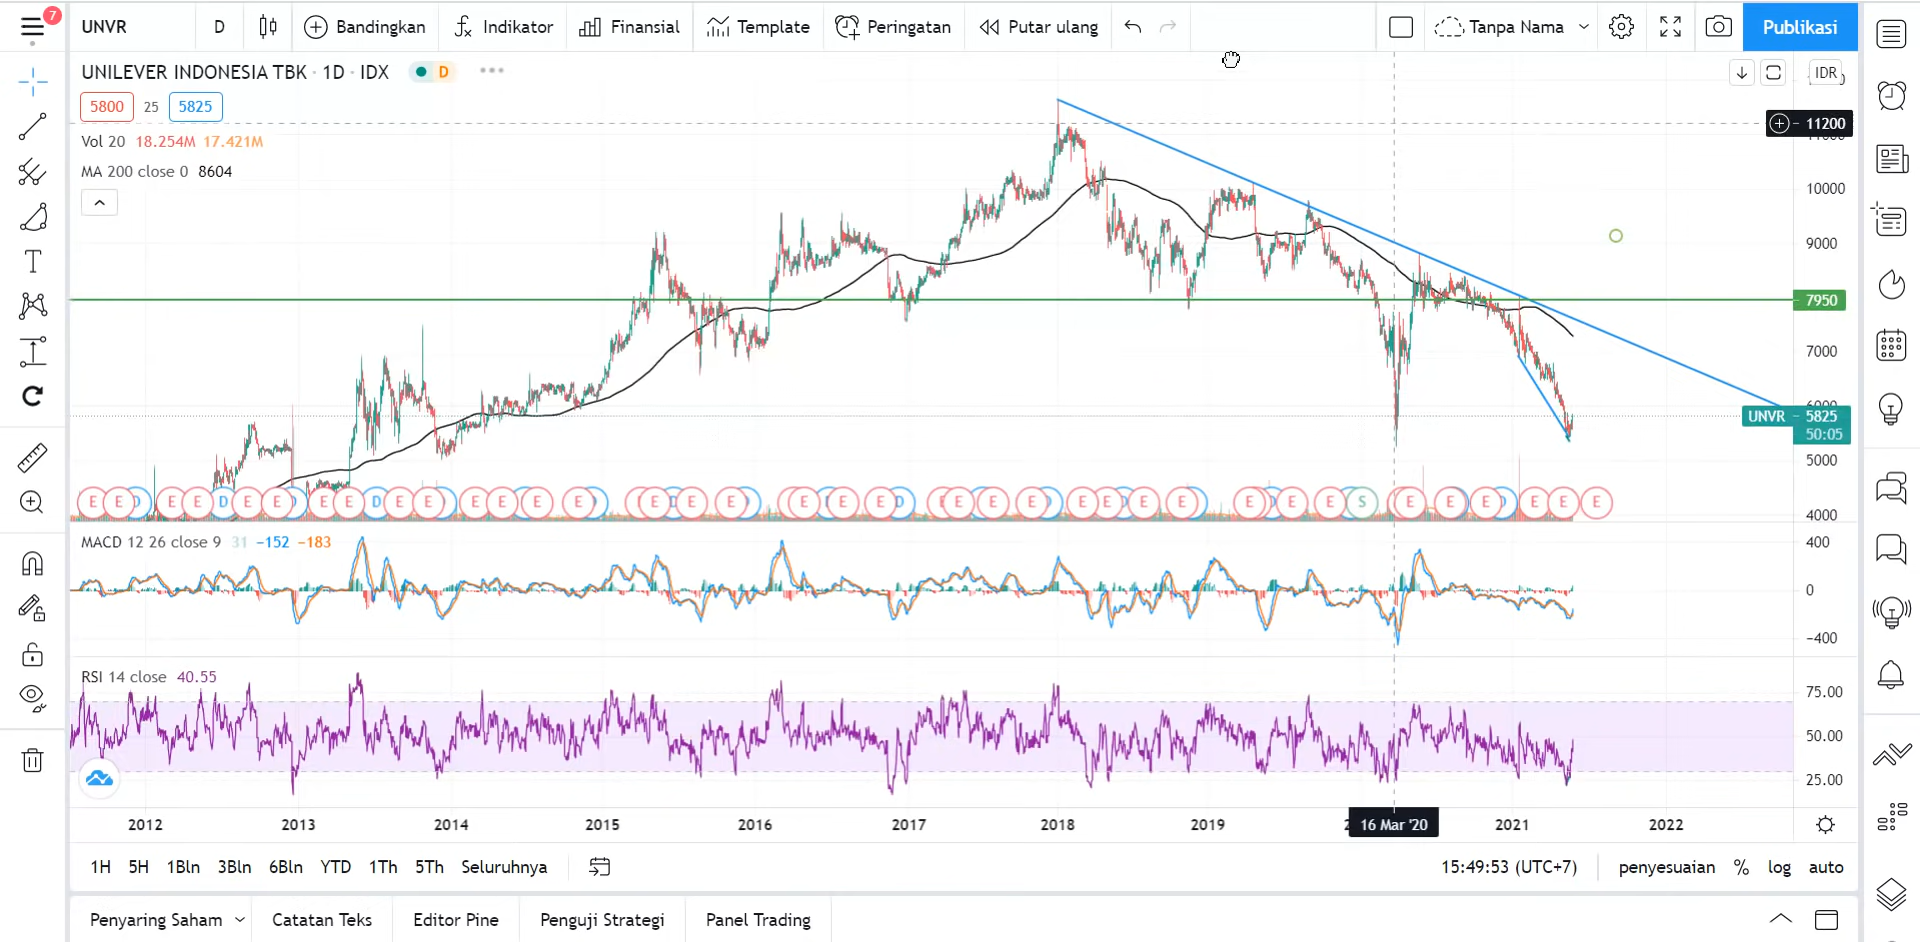 7
UNVR D Bandingkan Indikator Finansial Template Peringatan Putar ulang Tanpa Nama Publikasi
UNILEVER INDONESIA TBK · 1D · IDX D IDR
5800 25 5825
Vol 20 18.254M 17.421M
MA 200 close 0 8604
11200
11000
10000
9000
7950
7000
6000
UNVR 5825
50:05
5000
4000
E E D E E D E E D E E D E E E E E E D E E E E E E D E E E E E E E E E E E S E E E D E E E
MACD 12 26 close 9 31 −152 −183
400
0
−400
RSI 14 close 40.55
75.00
50.00
25.00
2012 2013 2014 2015 2016 2017 2018 2019 16 Mar '20 2021 2022
1H 5H 1Bln 3Bln 6Bln YTD 1Th 5Th Seluruhnya 15:49:53 (UTC+7) penyesuaian % log auto
Penyaring Saham Catatan Teks Editor Pine Penguji Strategi Panel Trading